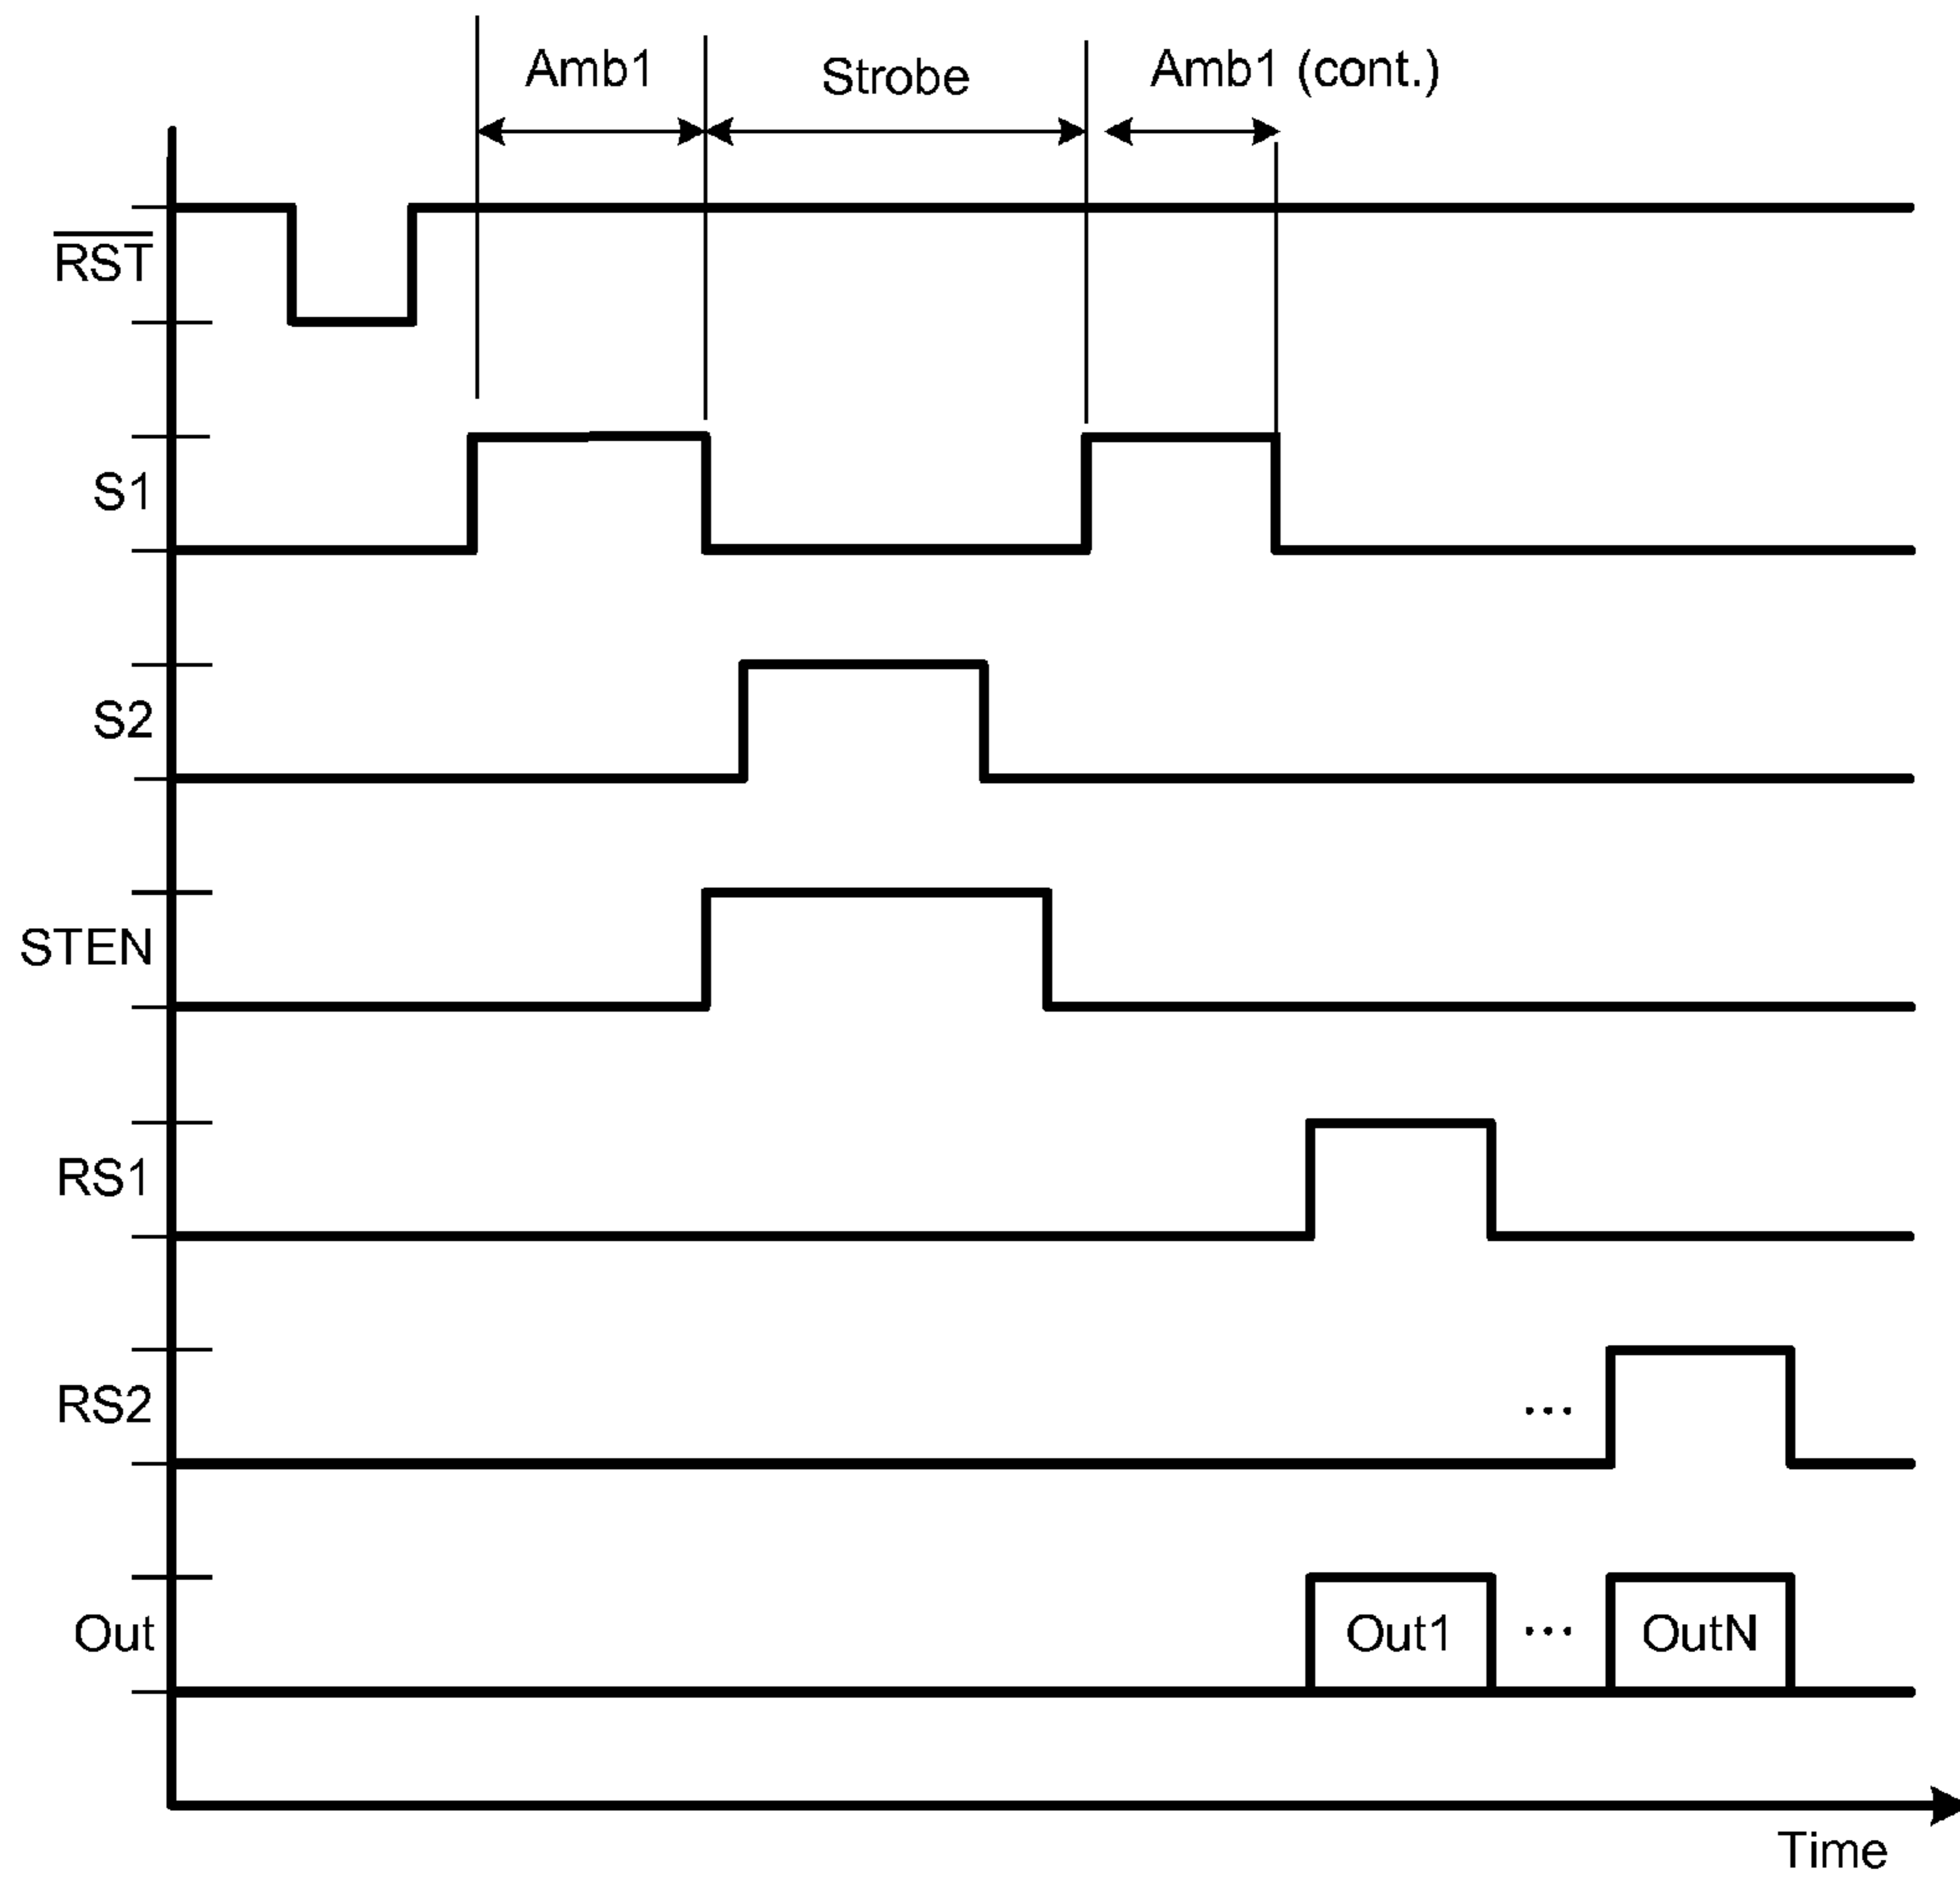 Amb1
Strobe
Amb1 (cont.)
RST
S1
S2
STEN
RS1
RS2
...
Out
Out1
...
OutN
Time